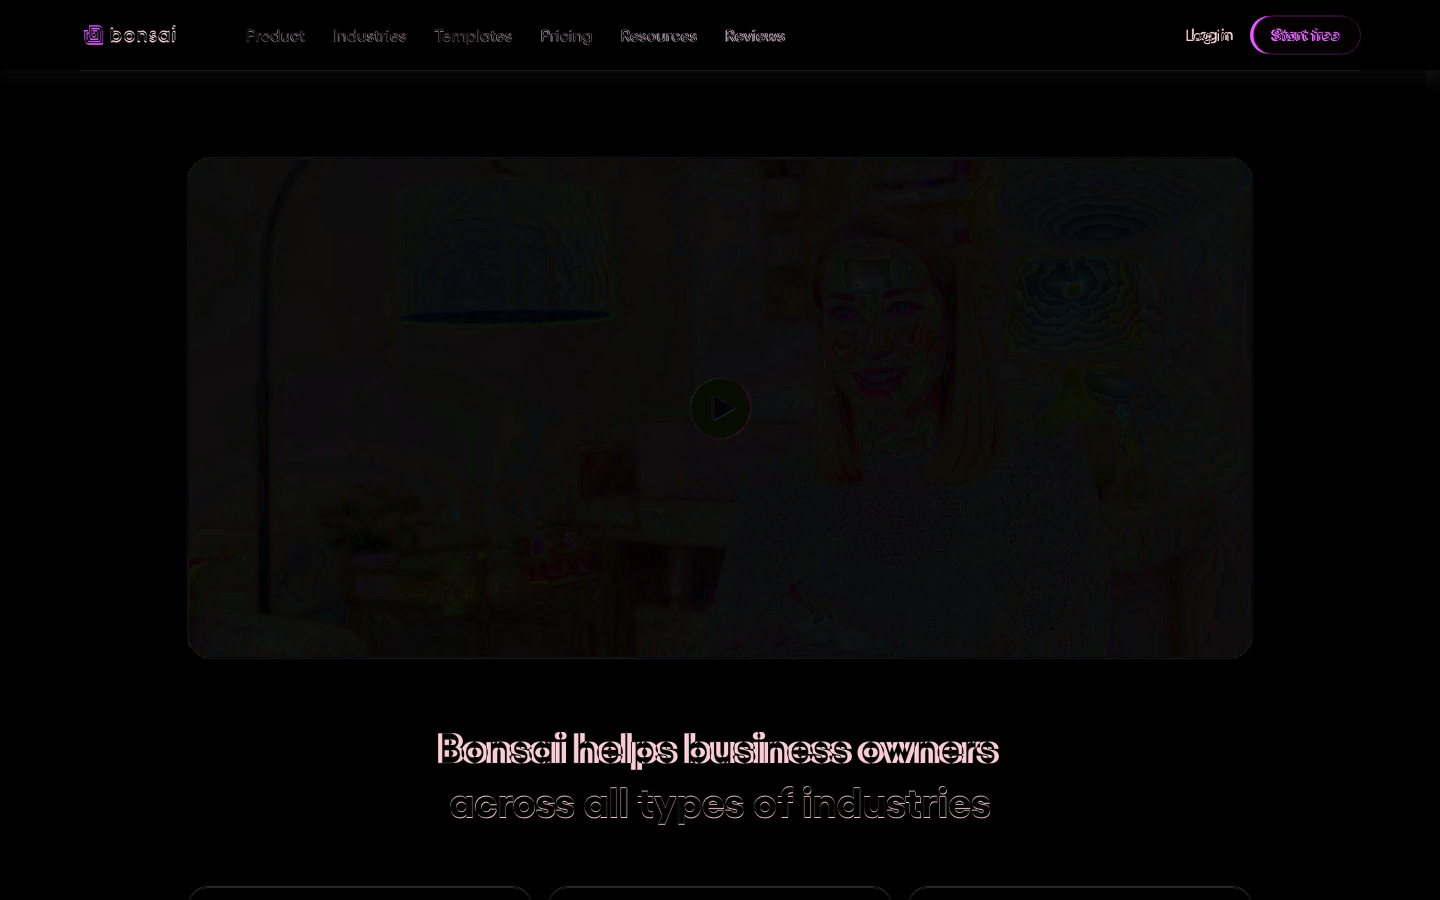 bonsai
Product Industries Templates Pricing Resources Reviews
Log in Start free
Bonsai helps business owners
across all types of industries